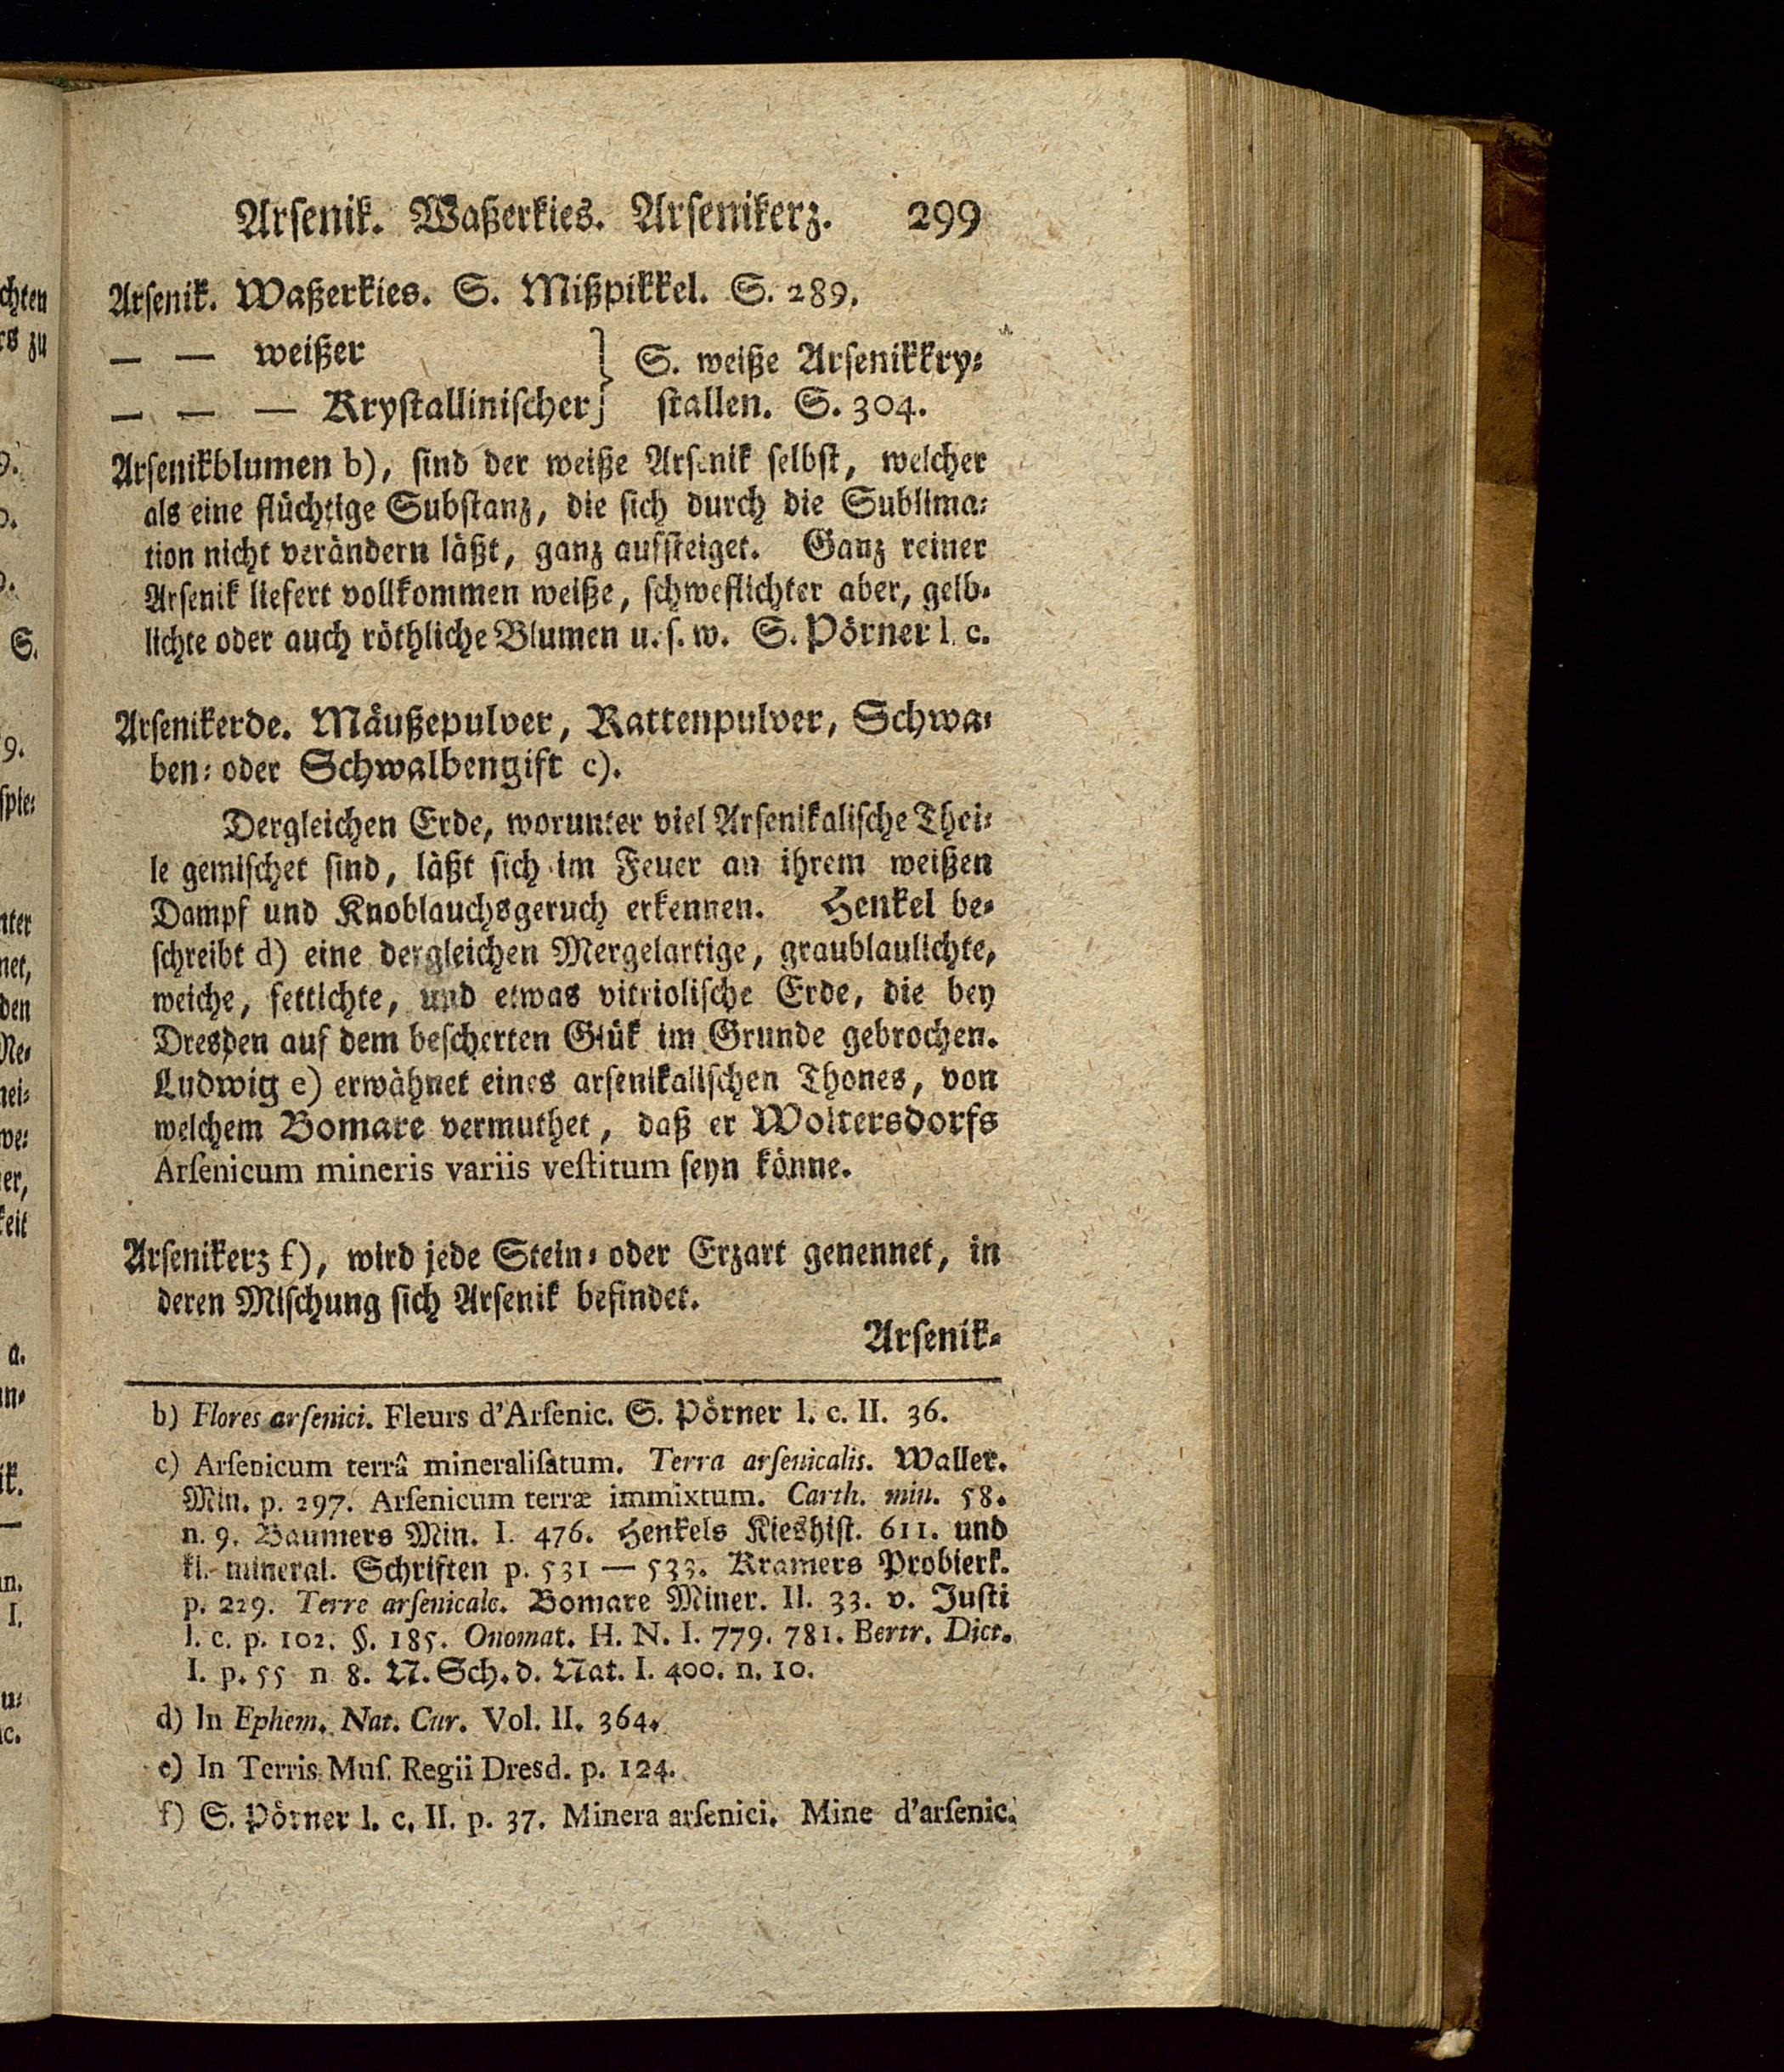 Arſenik. Waßerkies. Arſenikerz. 299
Arſenik. Waßerkies. S. Mißpikkel. S. 289.
— — weißer } S. weiße Arſenikkry⸗
— — — Kryſtalliniſcher } ſtallen. S. 304.
Arſenikblumen b), ſind der weiße Arſenik ſelbſt, welcher
als eine flüchtige Subſtanz, die ſich durch die Sublima⸗
tion nicht verändern läßt, ganz aufſteiget. Ganz reiner
Arſenik liefert vollkommen weiße, ſchweflichter aber, gelb⸗
lichte oder auch röthliche Blumen u. ſ. w. S. Pörner l. c.
Arſenikerde. Mäußepulver, Rattenpulver, Schwa⸗
ben⸗ oder Schwalbengift c).
Dergleichen Erde, worunter viel Arſenikaliſche Thei⸗
le gemiſchet ſind, läßt ſich im Feuer an ihrem weißen
Dampf und Knoblauchsgeruch erkennen. Henkel be⸗
ſchreibt d) eine dergleichen Mergelartige, graublaulichte,
weiche, fettichte, und etwas vitrioliſche Erde, die bey
Dresden auf dem beſcherten Glük im Grunde gebrochen.
Ludwig e) erwähnet eines arſenikaliſchen Thones, von
welchem Bomare vermuthet, daß er Woltersdorfs
Arſenicum mineris variis veſtitum ſeyn könne.
Arſenikerz f), wird jede Stein⸗ oder Erzart genennet, in
deren Miſchung ſich Arſenik befindet.
Arſenik⸗
b) Flores arſenici. Fleurs d'Arſenic. S. Pörner l. c. II. 36.
c) Arſenicum terrâ mineraliſatum. Terra arſenicalis. Waller.
Min. p. 297. Arſenicum terræ immixtum. Carth. min. 58.
n. 9. Baumers Min. I. 476. Henkels Kieshiſt. 611. und
kl. mineral. Schriften p. 531 — 533. Kramers Probierk.
p. 229. Terre arſenicale. Bomare Miner. II. 33. v. Juſti
l. c. p. 102. §. 185. Onomat. H. N. I. 779. 781. Bertr. Dict.
I. p. 55 n 8. N. Sch. d. Nat. I. 400. n. 10.
d) In Ephem. Nat. Cur. Vol. II. 364.
e) In Terris Muſ. Regii Dresd. p. 124.
f) S. Pörner l. c. II. p. 37. Minera arſenici. Mine d'arſenic.